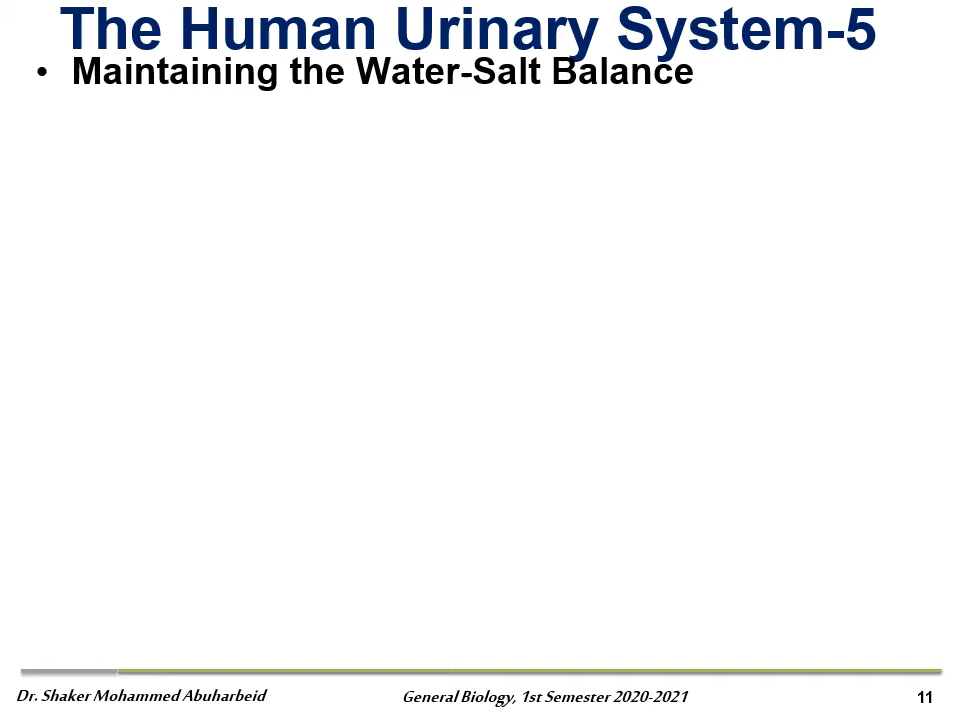 The Human Urinary System-5
• Maintaining the Water-Salt Balance
Dr. Shaker Mohammed Abuharbeid
General Biology, 1st Semester 2020-2021
11